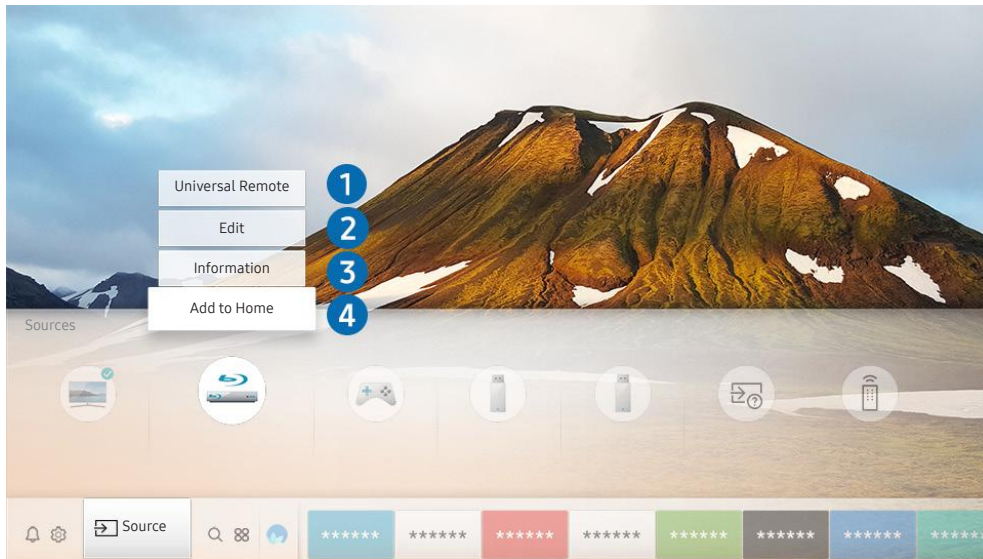 Universal Remote
1
Edit
2
Information
3
Add to Home
4
Sources
Source
****** ****** ****** ****** ****** ****** ****** *****